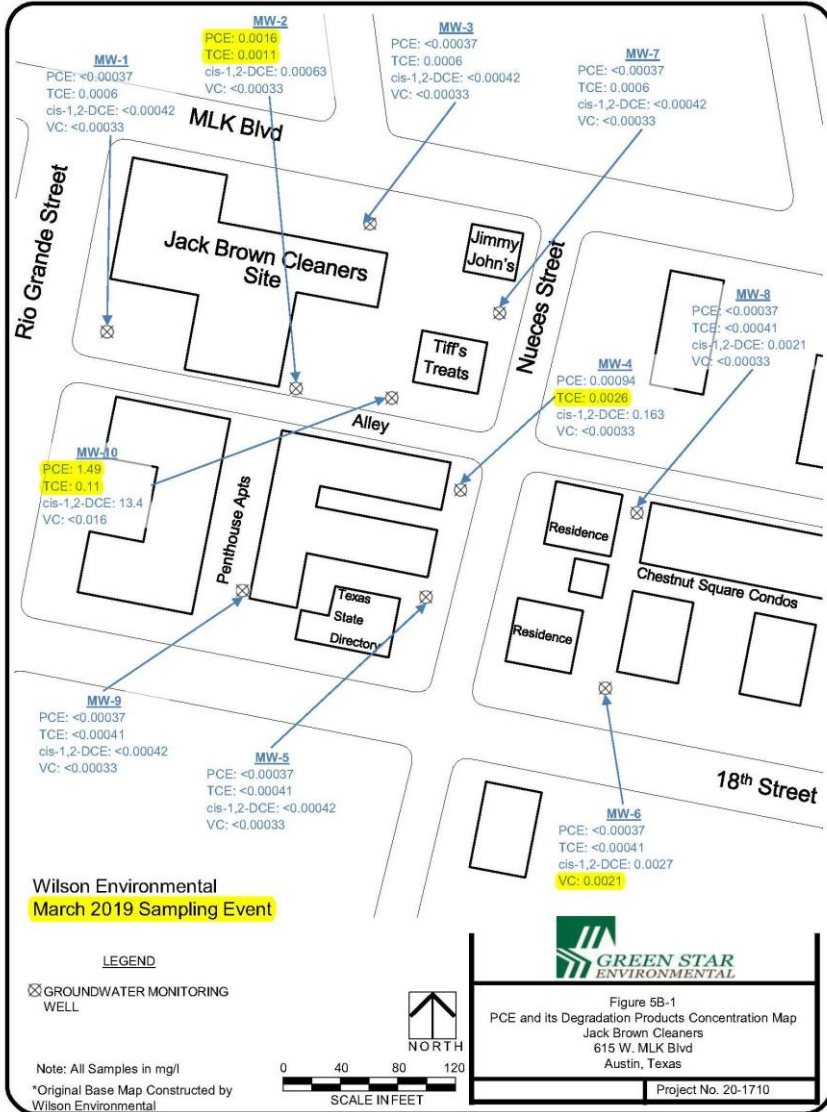 MW-1
PCE: <0.00037
TCE: 0.0006
cis-1,2-DCE: <0.00042
VC: <0.00033
MW-2
PCE: 0.0016
TCE: 0.0011
cis-1,2-DCE: 0.00063
VC: <0.00033
MW-3
PCE: <0.00037
TCE: 0.0006
cis-1,2-DCE: <0.00042
VC: <0.00033
MW-7
PCE: <0.00037
TCE: 0.0006
cis-1,2-DCE: <0.00042
VC: <0.00033
MLK Blvd
Rio Grande Street
Jack Brown Cleaners
Site
Jimmy
John's
Nueces Street
Tiff's
Treats
Alley
MW-8
PCE: <0.00037
TCE: <0.00041
cis-1,2-DCE: 0.0021
VC: <0.00033
MW-4
PCE: 0.00094
TCE: 0.0026
cis-1,2-DCE: 0.163
VC: <0.00033
MW-10
PCE: 1.49
TCE: 0.11
cis-1,2-DCE: 13.4
VC: <0.016
Penthouse Apts
Texas
State
Directory
Residence
Chestnut Square Condos
Residence
MW-9
PCE: <0.00037
TCE: <0.00041
cis-1,2-DCE: <0.00042
VC: <0.00033
MW-5
PCE: <0.00037
TCE: <0.00041
cis-1,2-DCE: <0.00042
VC: <0.00033
18th Street
MW-6
PCE: <0.00037
TCE: <0.00041
cis-1,2-DCE: 0.0027
VC: 0.0021
Wilson Environmental
March 2019 Sampling Event
LEGEND
GROUNDWATER MONITORING
WELL
Note: All Samples in mg/l
*Original Base Map Constructed by
Wilson Environmental
NORTH
0 40 80 120
SCALE IN FEET
GREEN STAR
ENVIRONMENTAL
Figure 5B-1
PCE and its Degradation Products Concentration Map
Jack Brown Cleaners
615 W. MLK Blvd
Austin, Texas
Project No. 20-1710